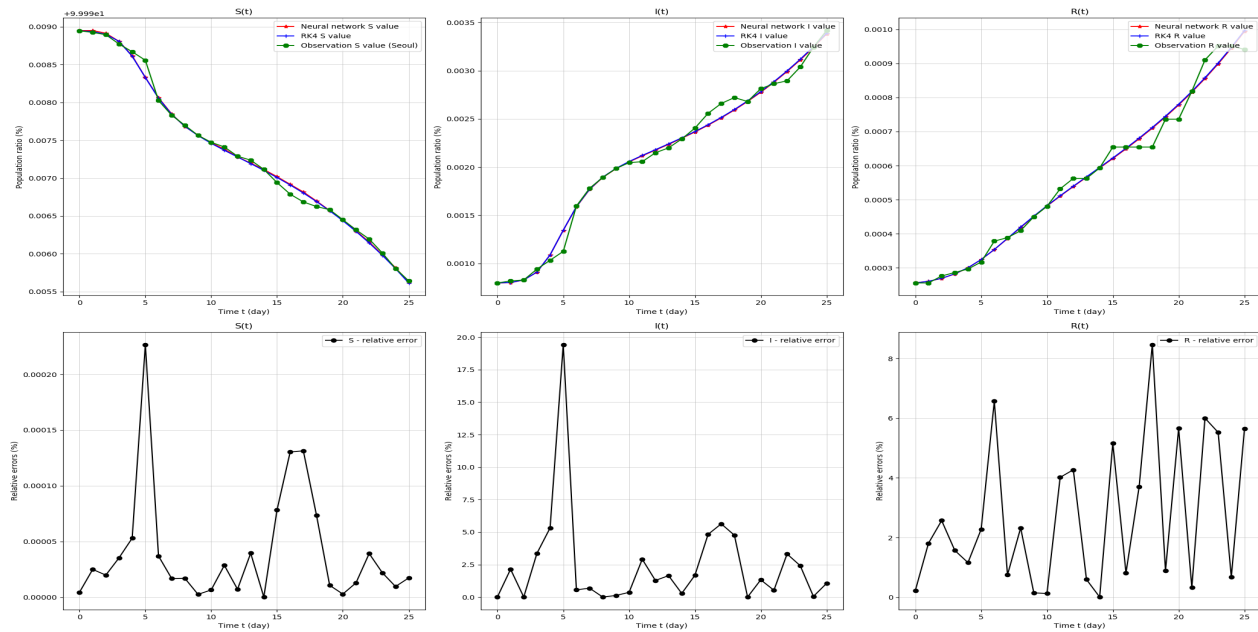 S(t)
+9.999e1
Neural network S value
RK4 S value
Observation S value (Seoul)
0.0090
0.0085
0.0080
0.0075
0.0070
0.0065
0.0060
0.0055
Population ratio (%)
0 5 10 15 20 25
Time t (day)
I(t)
Neural network I value
RK4 I value
Observation I value
0.0035
0.0030
0.0025
0.0020
0.0015
0.0010
Population ratio (%)
0 5 10 15 20 25
Time t (day)
R(t)
Neural network R value
RK4 R value
Observation R value
0.0010
0.0009
0.0008
0.0007
0.0006
0.0005
0.0004
0.0003
Population ratio (%)
0 5 10 15 20 25
Time t (day)
S(t)
S - relative error
0.00020
0.00015
0.00010
0.00005
0.00000
Relative errors (%)
0 5 10 15 20 25
Time t (day)
I(t)
I - relative error
20.0
17.5
15.0
12.5
10.0
7.5
5.0
2.5
0.0
Relative errors (%)
0 5 10 15 20 25
Time t (day)
R(t)
R - relative error
8
6
4
2
0
Relative errors (%)
0 5 10 15 20 25
Time t (day)